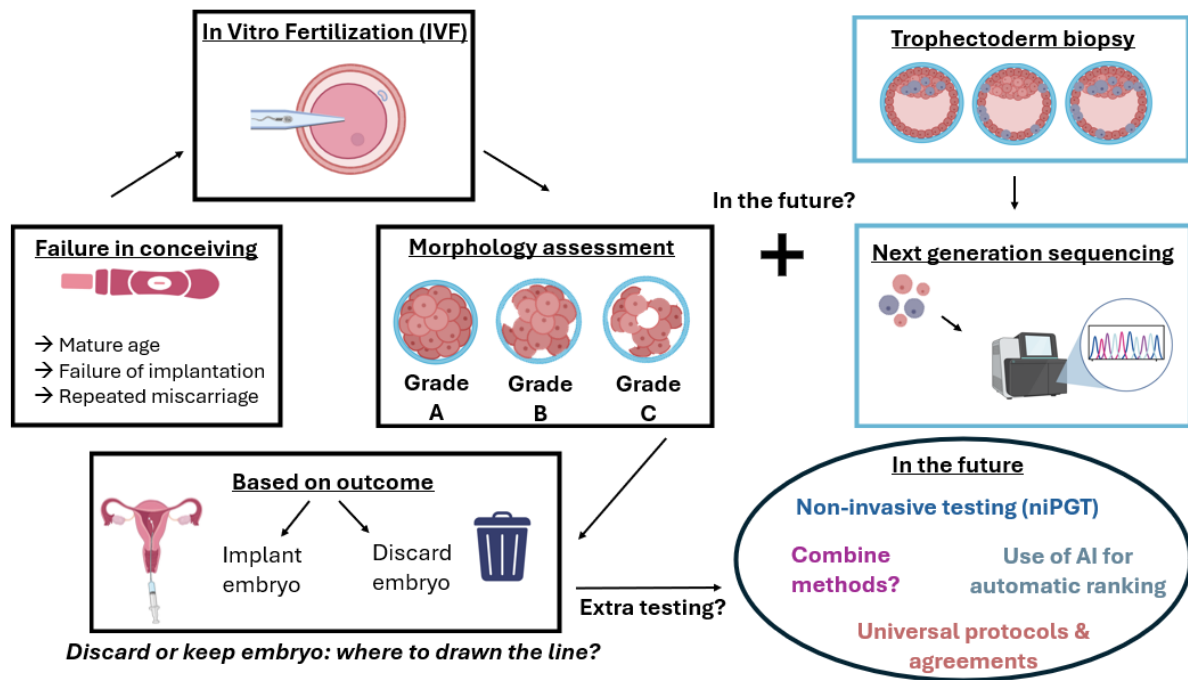 In Vitro Fertilization (IVF)
Trophectoderm biopsy
In the future?
Failure in conceiving
→ Mature age
→ Failure of implantation
→ Repeated miscarriage
Morphology assessment
Grade
A
Grade
B
Grade
C
Next generation sequencing
Based on outcome
Implant
embryo
Discard
embryo
Extra testing?
Discard or keep embryo: where to drawn the line?
In the future
Non-invasive testing (niPGT)
Combine
methods?
Use of AI for
automatic ranking
Universal protocols &
agreements